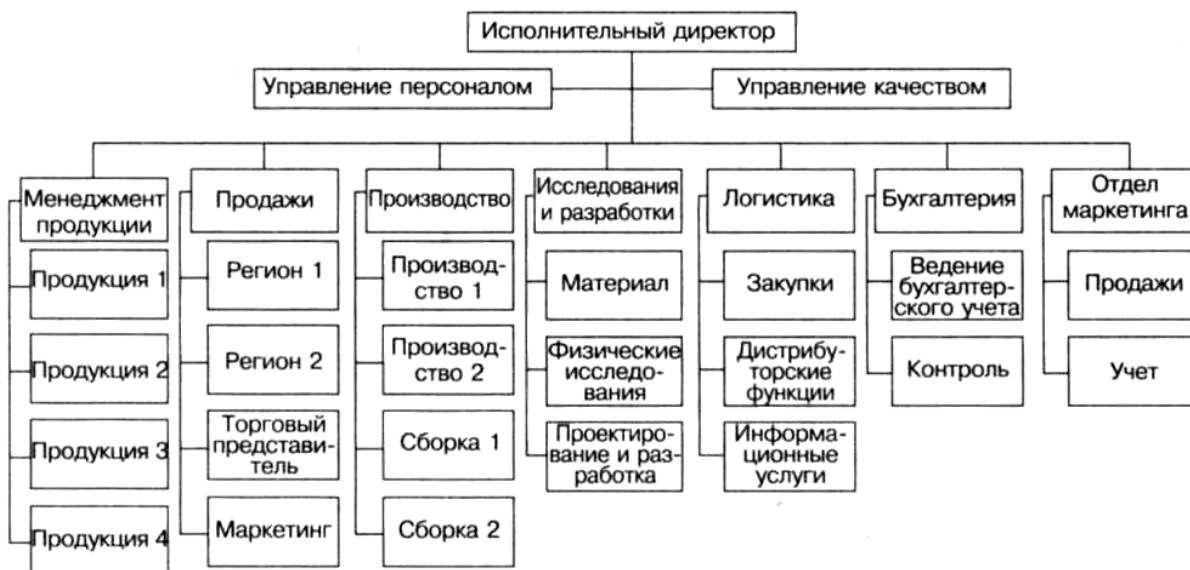 Исполнительный директор
Управление персоналом
Управление качеством
Менеджмент
продукции
Продукция 1
Продукция 2
Продукция 3
Продукция 4
Продажи
Регион 1
Регион 2
Торговый
представи-
тель
Маркетинг
Производство
Производ-
ство 1
Производ-
ство 2
Сборка 1
Сборка 2
Исследования
и разработки
Материал
Физические
исследо-
вания
Проектиро-
вание и раз-
работка
Логистика
Закупки
Дистрибу-
торские
функции
Информа-
ционные
услуги
Бухгалтерия
Ведение
бухгалтер-
ского учета
Контроль
Отдел
маркетинга
Продажи
Учет